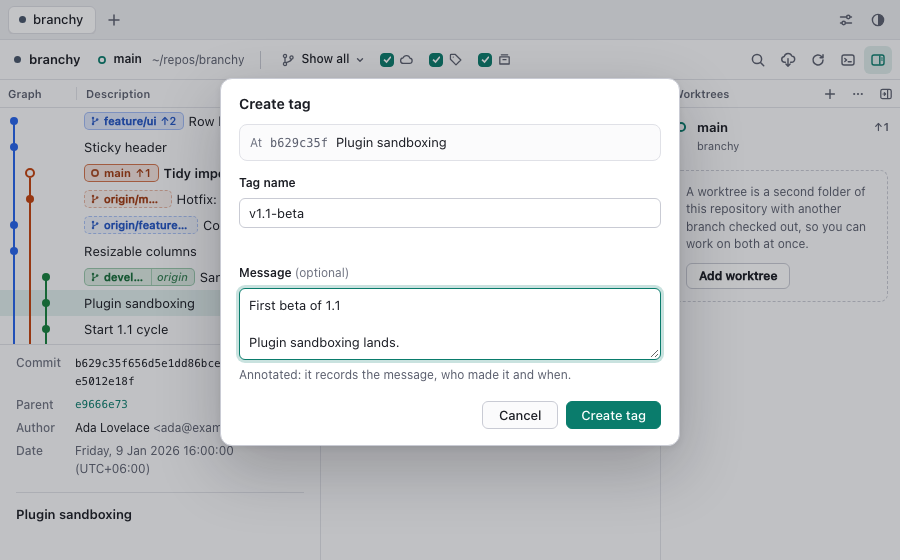 branchy
branchy main ~/repos/branchy Show all
Graph Description
Worktrees
feature/ui ↑2 Row
Sticky header
main ↑1 Tidy impo
origin/m... Hotfix:
origin/feature... Co
Resizable columns
devel... origin San
Plugin sandboxing
Start 1.1 cycle
Commit b629c35f656d5e1dd86bce
e5012e18f
Parent e9666e73
Author Ada Lovelace <ada@exam
Date Friday, 9 Jan 2026 16:00:00
(UTC+06:00)
Plugin sandboxing
Create tag
At b629c35f Plugin sandboxing
Tag name
v1.1-beta
Message (optional)
First beta of 1.1
Plugin sandboxing lands.
Annotated: it records the message, who made it and when.
Cancel Create tag
main ↑1
branchy
A worktree is a second folder of
this repository with another
branch checked out, so you can
work on both at once.
Add worktree